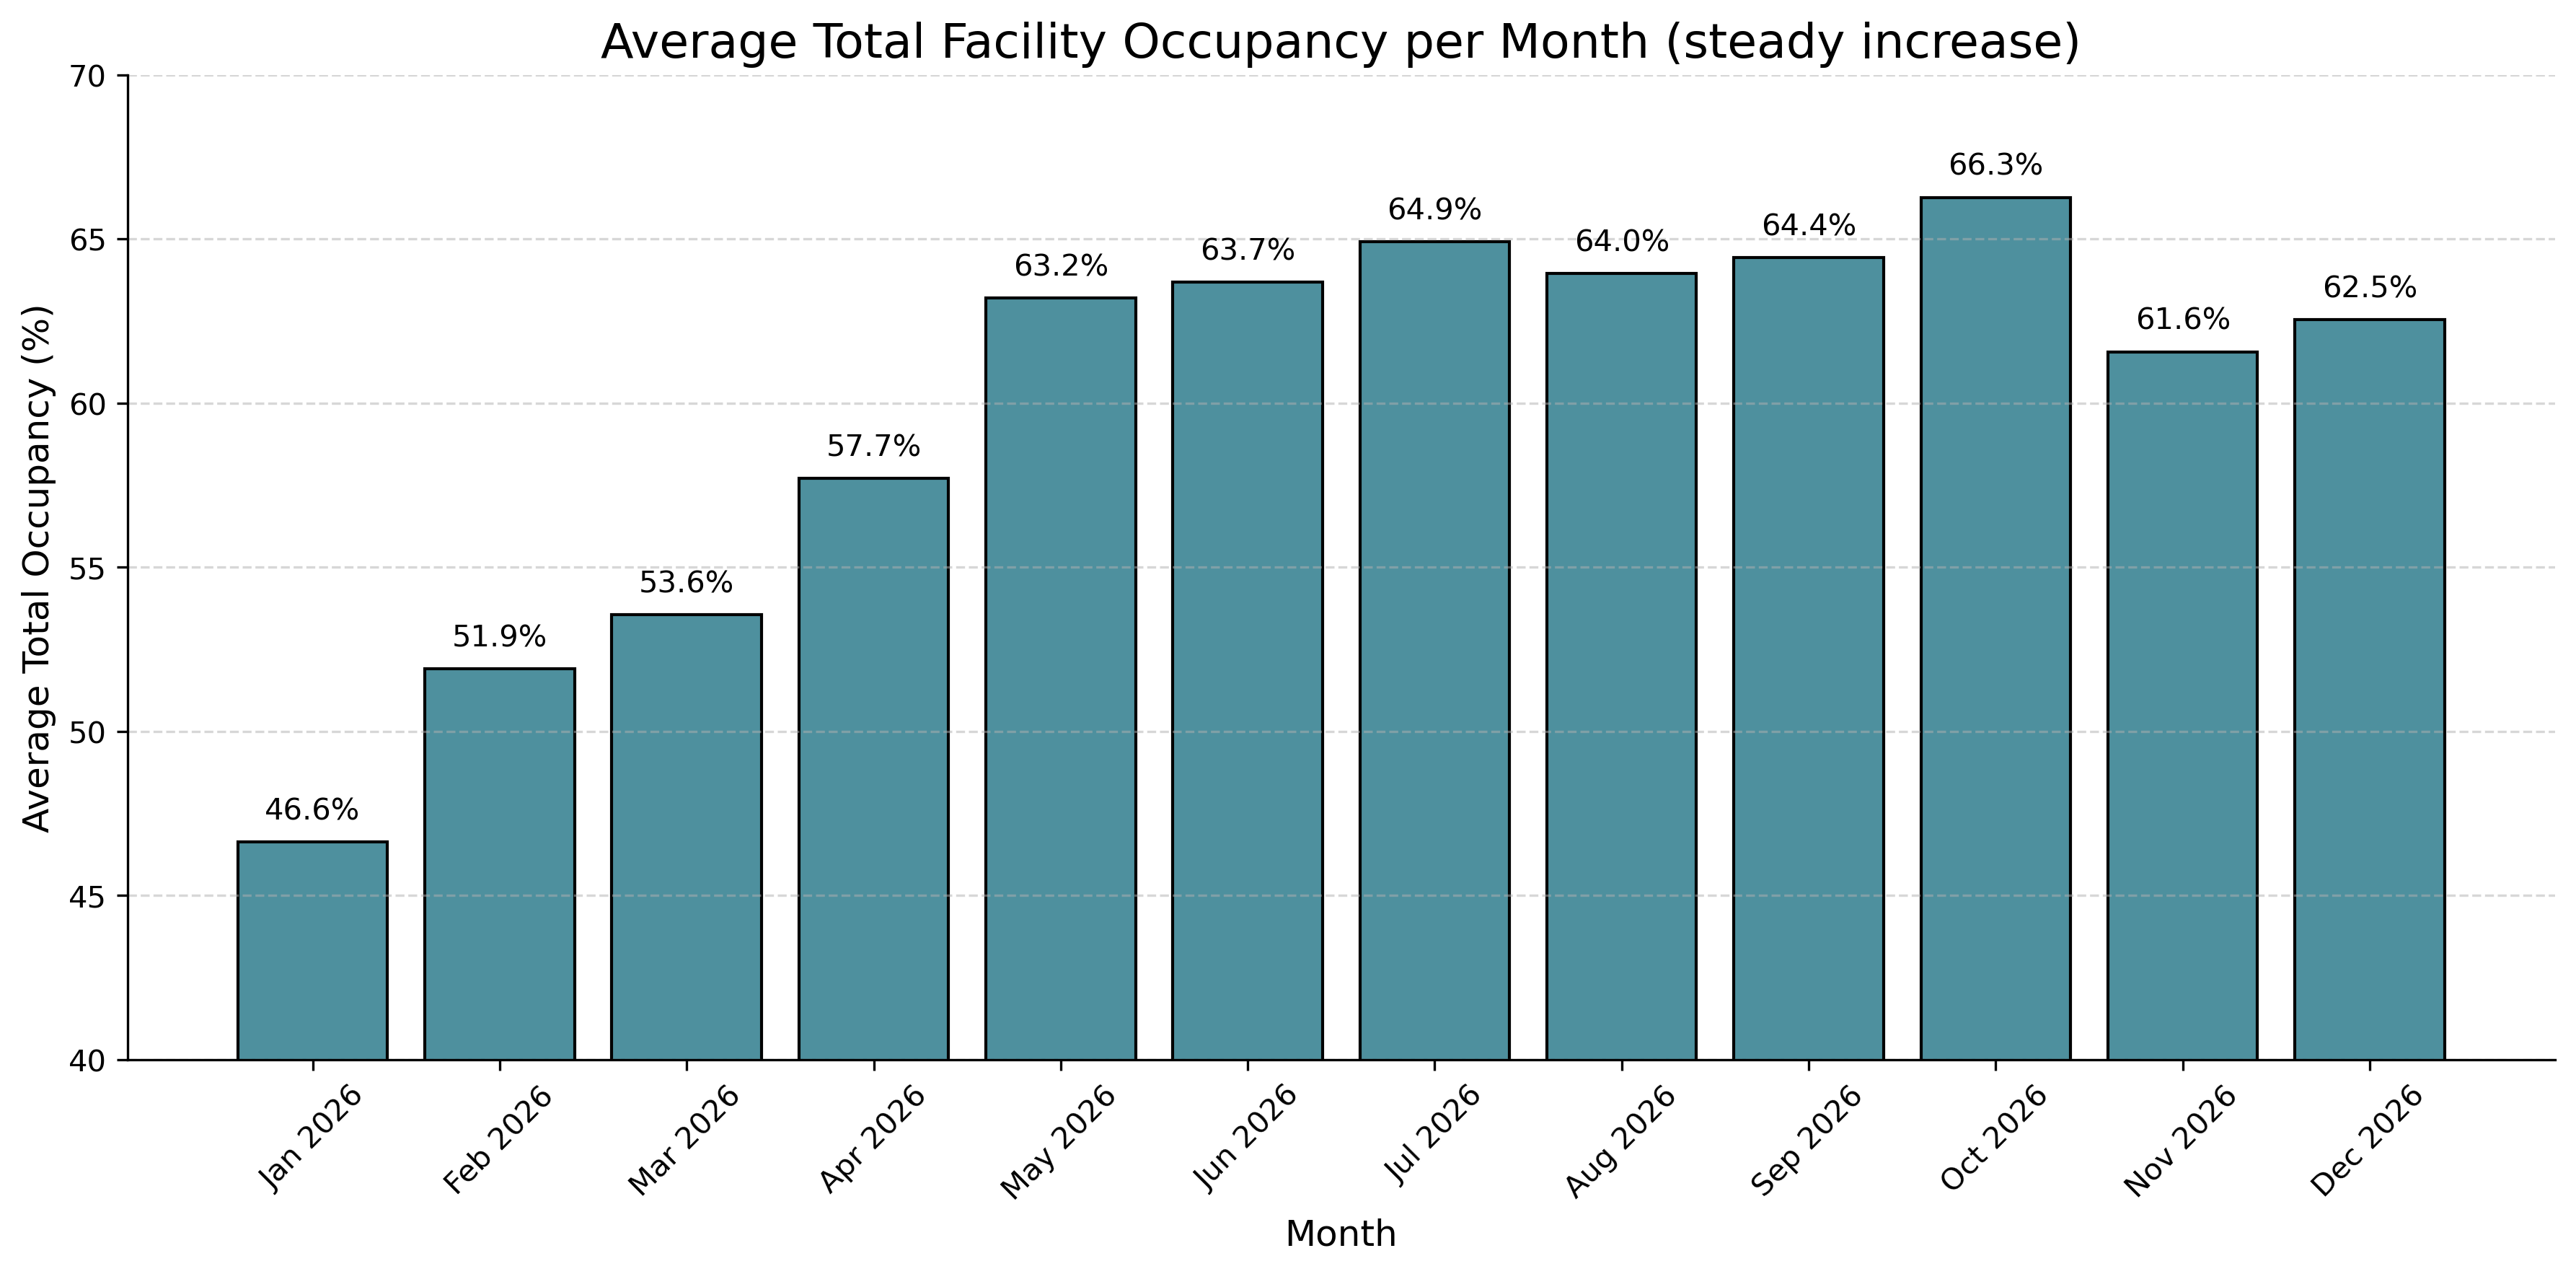 Average Total Facility Occupancy per Month (steady increase)
Average Total Occupancy (%)
70
65
60
55
50
45
40
46.6%
51.9%
53.6%
57.7%
63.2%
63.7%
64.9%
64.0%
64.4%
66.3%
61.6%
62.5%
Jan 2026
Feb 2026
Mar 2026
Apr 2026
May 2026
Jun 2026
Jul 2026
Aug 2026
Sep 2026
Oct 2026
Nov 2026
Dec 2026
Month